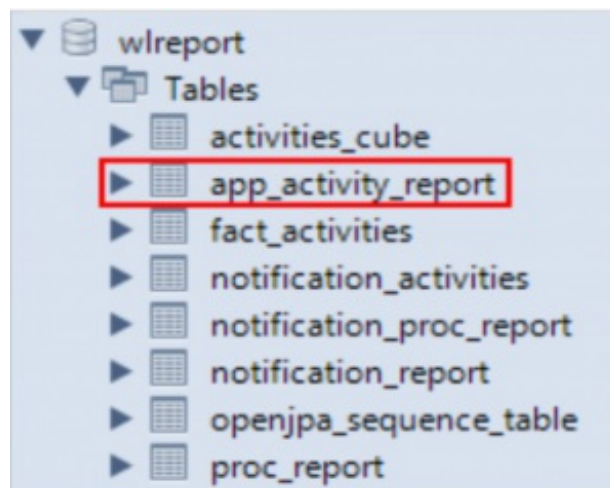 wlreport
Tables
activities_cube
app_activity_report
fact_activities
notification_activities
notification_proc_report
notification_report
openjpa_sequence_table
proc_report